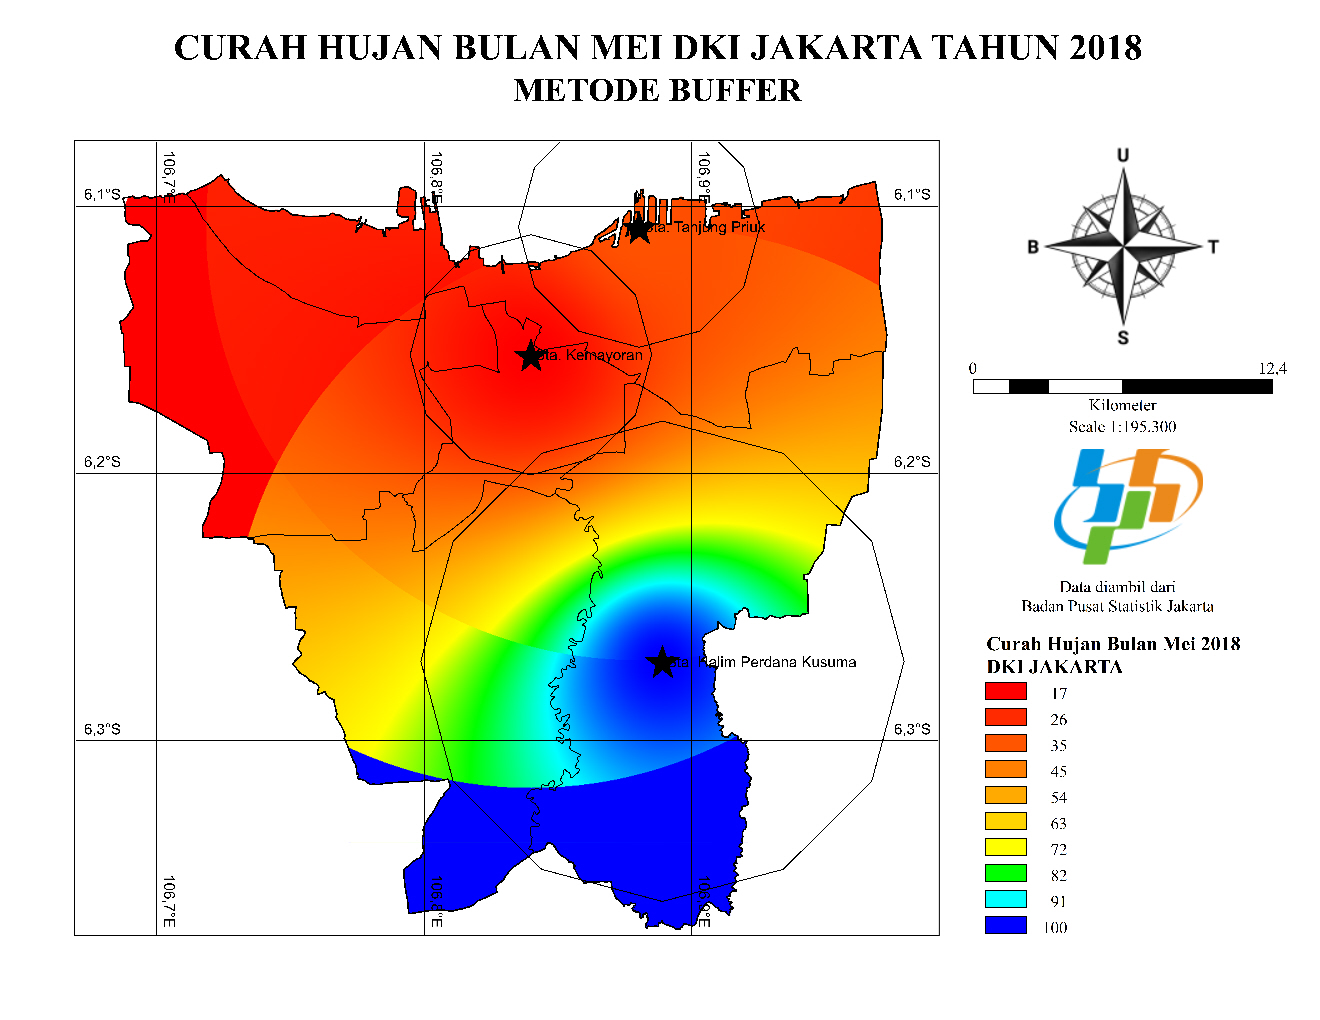 CURAH HUJAN BULAN MEI DKI JAKARTA TAHUN 2018
METODE BUFFER
106,7°E
106,8°E
106,9°E
6,1°S
6,1°S
Sta. Tanjung Priuk
Sta. Kemayoran
6,2°S
6,2°S
Sta. Halim Perdana Kusuma
6,3°S
6,3°S
106,7°E
106,8°E
106,9°E
U
B
T
S
0 12,4
Kilometer
Scale 1:195.300
Data diambil dari
Badan Pusat Statistik Jakarta
Curah Hujan Bulan Mei 2018
DKI JAKARTA
17
26
35
45
54
63
72
82
91
100